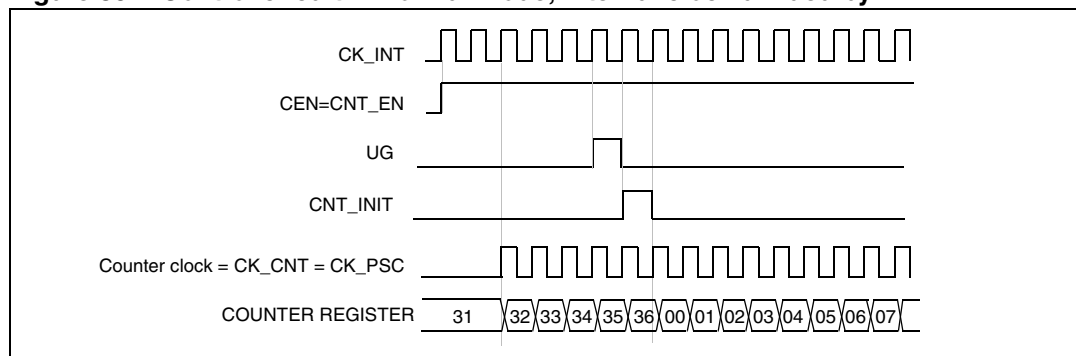 CK_INT
CEN=CNT_EN
UG
CNT_INIT
Counter clock = CK_CNT = CK_PSC
COUNTER REGISTER 31 32 33 34 35 36 00 01 02 03 04 05 06 07